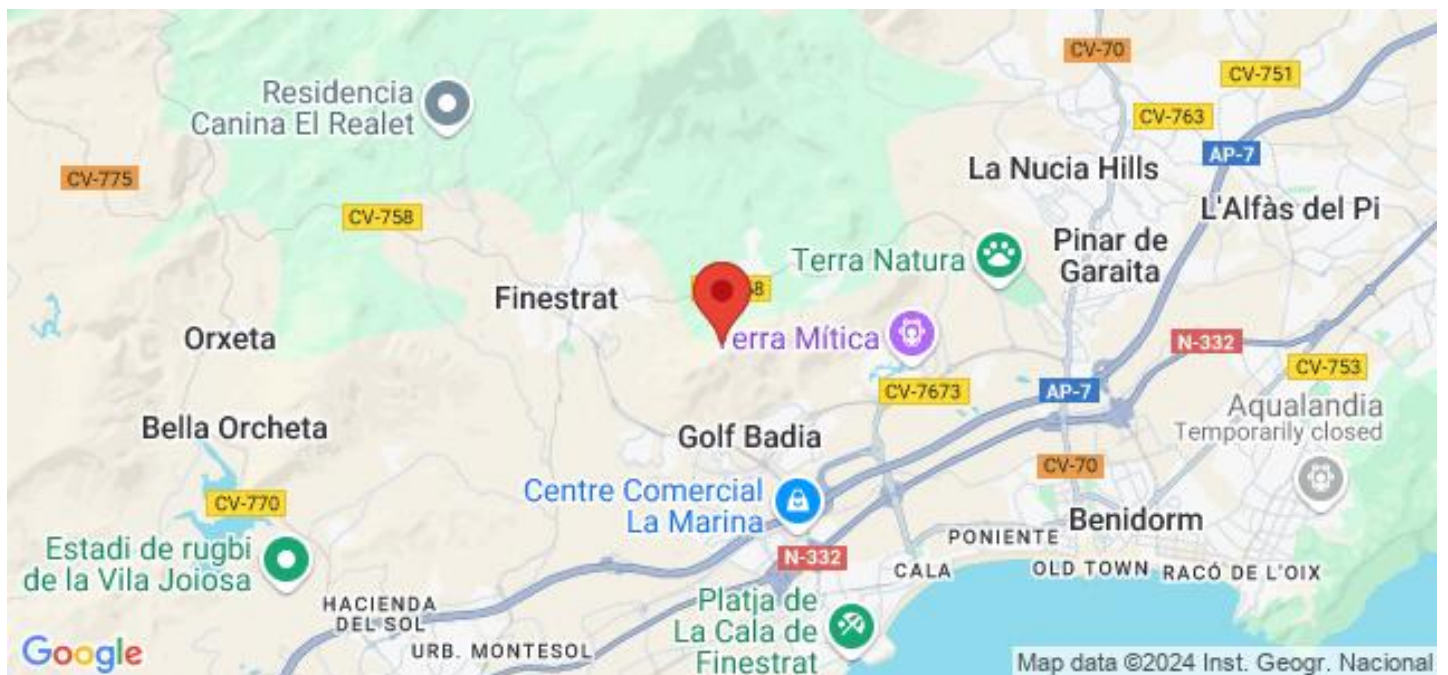 CV-70
CV-751
Residencia
Canina El Realet
CV-763
AP-7
La Nucia Hills
CV-775
CV-758
L'Alfàs del Pi
Pinar de
Garaita
Terra Natura
Finestrat
8
Orxeta
Terra Mítica
N-332
CV-753
CV-7673
AP-7
Aqualandia
Temporarily closed
Bella Orcheta
Golf Badia
CV-70
Centre Comercial
La Marina
CV-770
Benidorm
PONIENTE
Estadi de rugbi
de la Vila Joiosa
N-332
CALA
OLD TOWN
RACÓ DE L'OIX
HACIENDA
DEL SOL
Platja de
La Cala de
Finestrat
URB. MONTESOL
Google
Map data ©2024 Inst. Geogr. Nacional